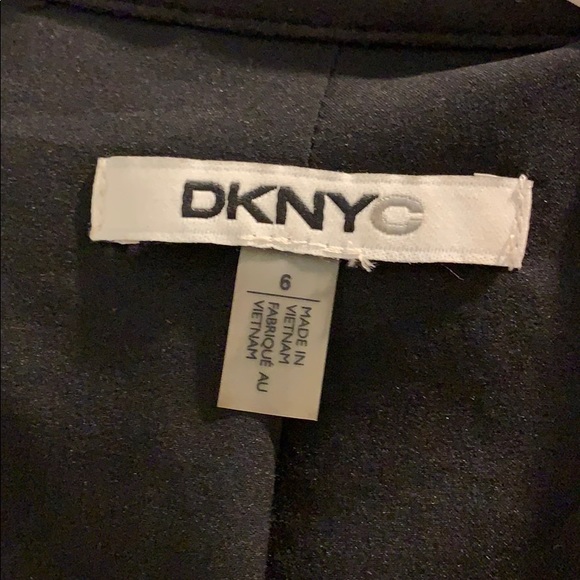 DKNYC
6
MADE IN
VIETNAM
FABRIQUÉ AU
VIETNAM